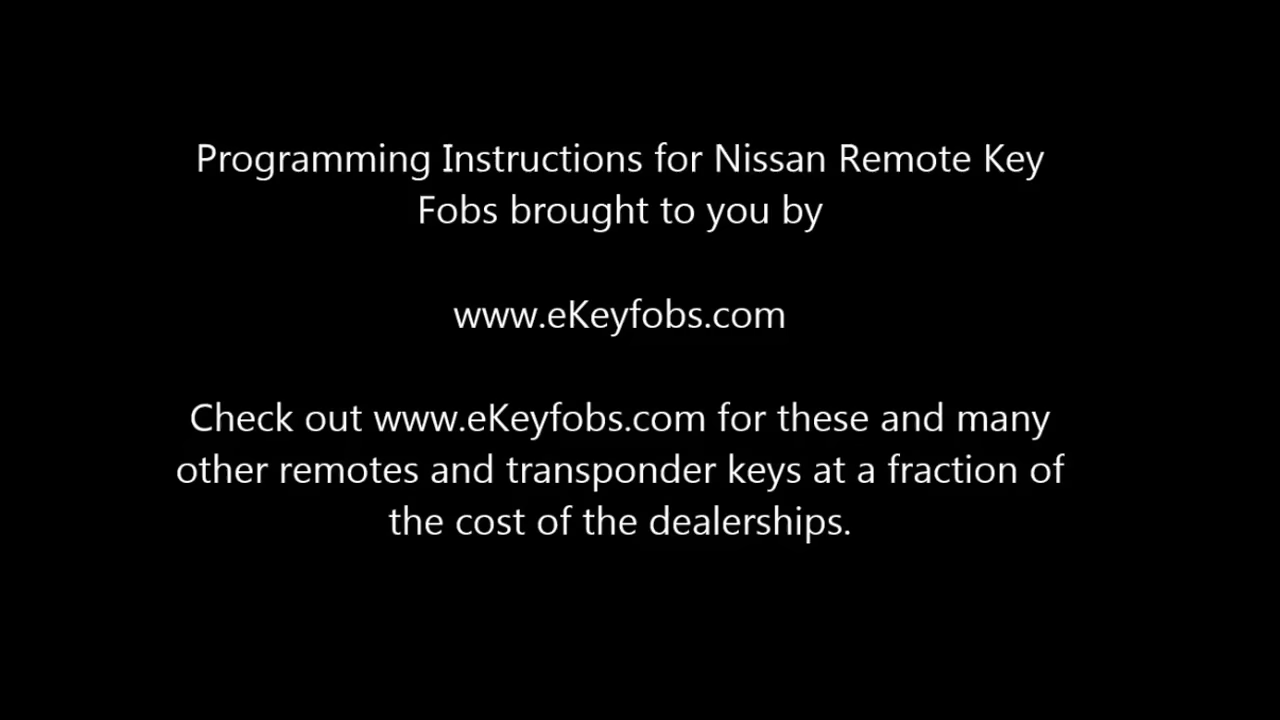 Programming Instructions for Nissan Remote Key
Fobs brought to you by
www.eKeyfobs.com
Check out www.eKeyfobs.com for these and many
other remotes and transponder keys at a fraction of
the cost of the dealerships.